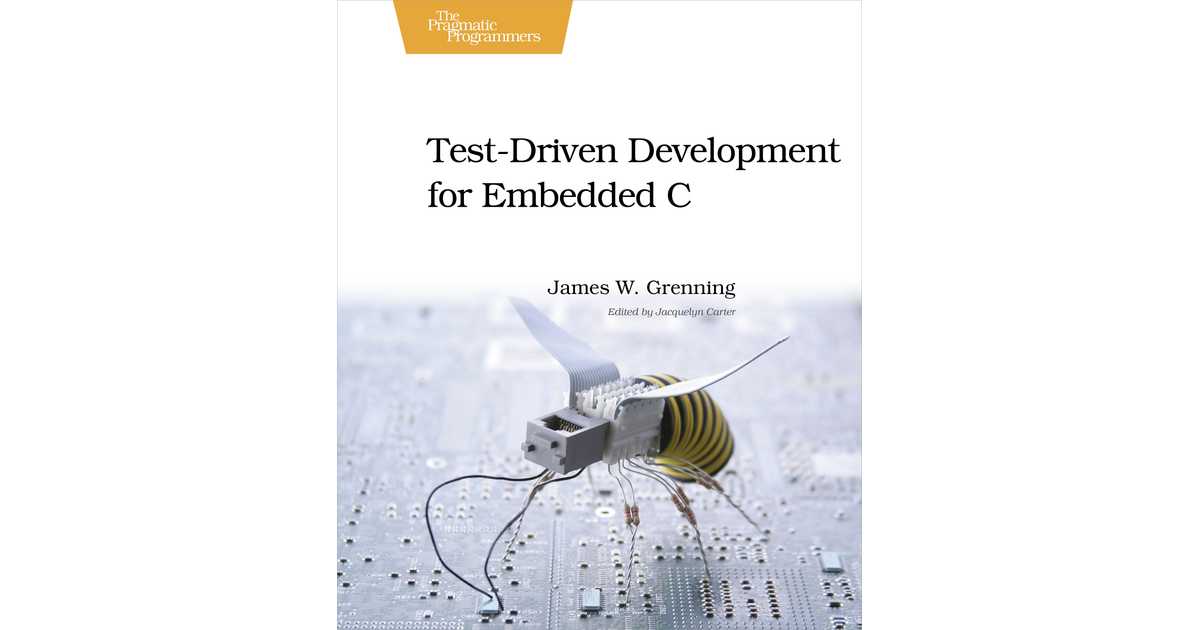 The
Pragmatic
Programmers
Test-Driven Development
for Embedded C
James W. Grenning
Edited by Jacquelyn Carter